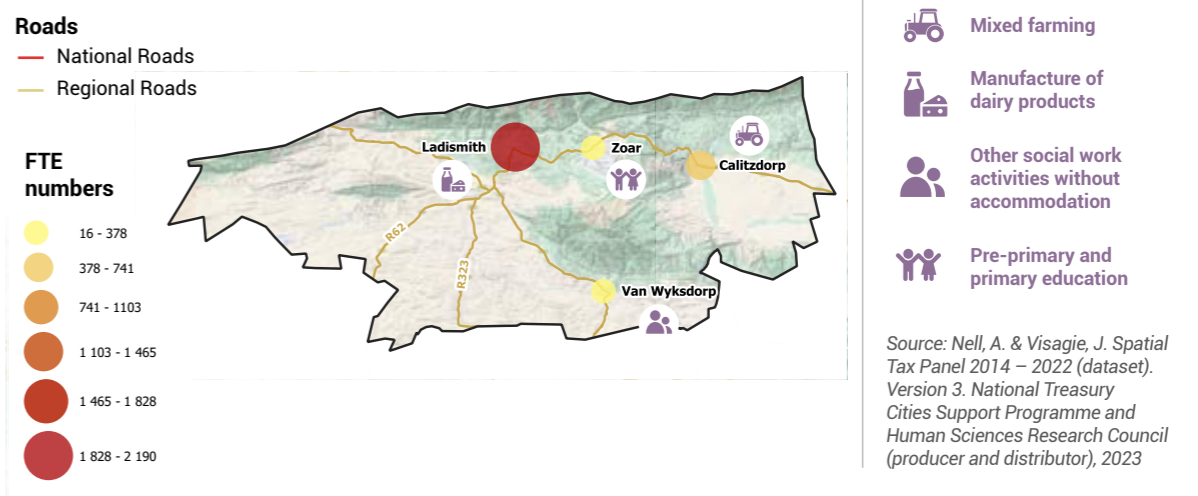 Roads
National Roads
Regional Roads
FTE
numbers
16 - 378
378 - 741
741 - 1103
1 103 - 1 465
1 465 - 1 828
1 828 - 2 190
Ladismith
Zoar
Calitzdorp
R62
R323
Van Wyksdorp
Mixed farming
Manufacture of
dairy products
Other social work
activities without
accommodation
Pre-primary and
primary education
Source: Nell, A. & Visagie, J. Spatial
Tax Panel 2014 – 2022 (dataset).
Version 3. National Treasury
Cities Support Programme and
Human Sciences Research Council
(producer and distributor), 2023